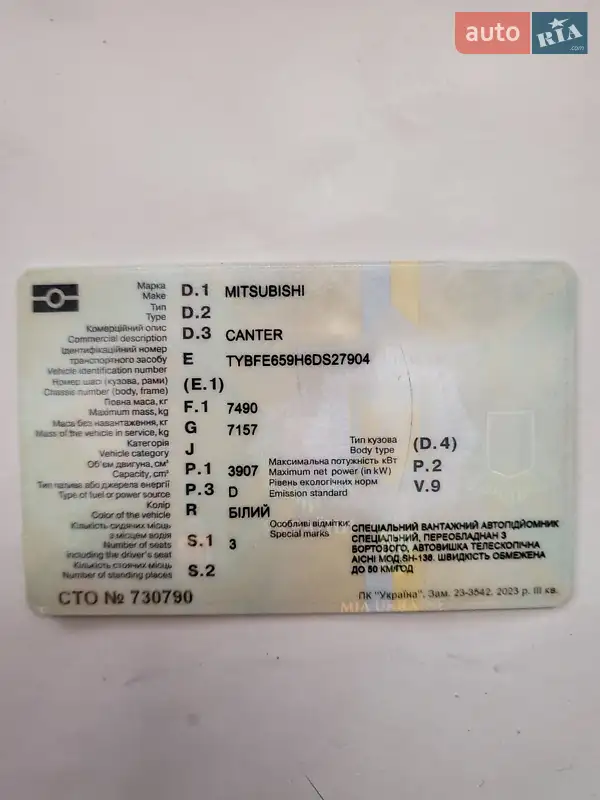 auto RIA .com
Марка
Make D.1 MITSUBISHI
Тип
Type D.2
Комерційний опис
Commercial description D.3 CANTER
Ідентифікаційний номер
транспортного засобу
Vehicle identification number E TYBFE659H6DS27904
Номер шасі (кузова, рами)
Chassis number (body, frame) (E.1)
Повна маса, кг
Maximum mass, kg F.1 7490
Маса без навантаження, кг
Mass of the vehicle in service, kg G 7157
Категорія
Vehicle category J
Тип кузова
Body type (D.4)
Об'єм двигуна, см³
Capacity, cm³ P.1 3907
Максимальна потужність кВт
Maximum net power (in kW) P.2
Тип палива або джерела енергії
Type of fuel or power source P.3 D
Рівень екологічних норм
Emission standard V.9
Колір
Color of the vehicle R БІЛИЙ
Кількість сидячих місць
з місцем водія
Number of seats
including the driver's seat S.1 3
Кількість стоячих місць
Number of standing places S.2
Особливі відмітки
Special marks
СПЕЦІАЛЬНИЙ ВАНТАЖНИЙ АВТОПІДЙОМНИК
СПЕЦІАЛЬНИЙ, ПЕРЕОБЛАДНАН З
БОРТОВОГО, АВТОВИШКА ТЕЛЕСКОПІЧНА
AICHI МОД.SH-136. ШВИДКІСТЬ ОБМЕЖЕНА
ДО 50 КМ/ГОД
СТО № 730790
ПК "Україна", Зам. 23-3542, 2023 р. III кв.
MIA UKRAINE